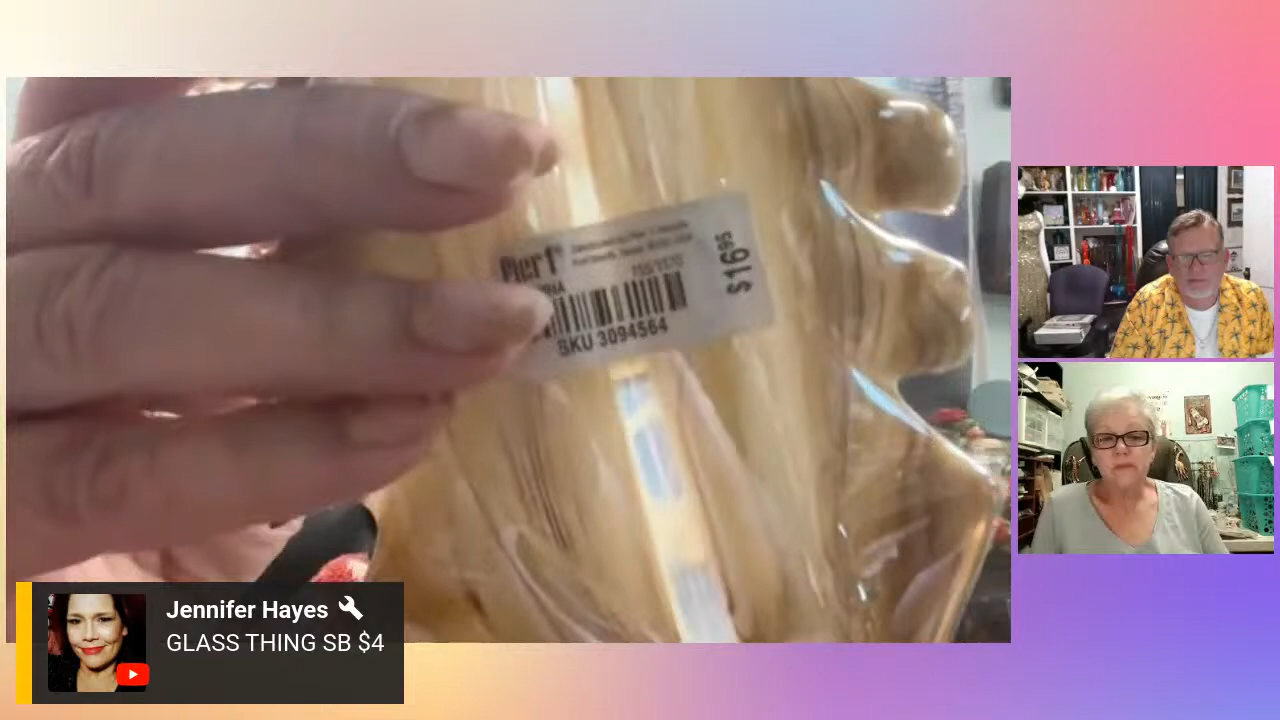 Pier 1
$16.95
SKU 3094564
Jennifer Hayes
GLASS THING SB $4